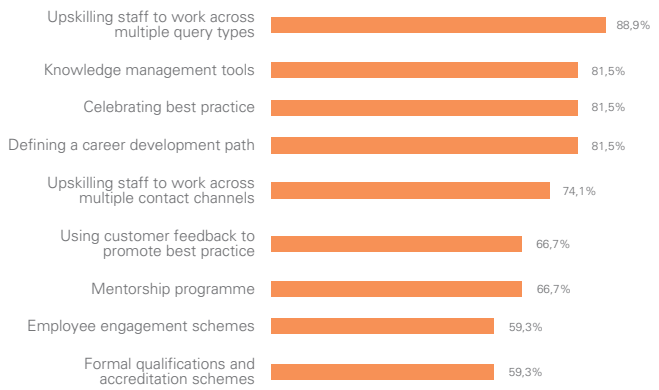 Upskilling staff to work across
multiple query types
88,9%
Knowledge management tools
81,5%
Celebrating best practice
81,5%
Defining a career development path
81,5%
Upskilling staff to work across
multiple contact channels
74,1%
Using customer feedback to
promote best practice
66,7%
Mentorship programme
66,7%
Employee engagement schemes
59,3%
Formal qualifications and
accreditation schemes
59,3%